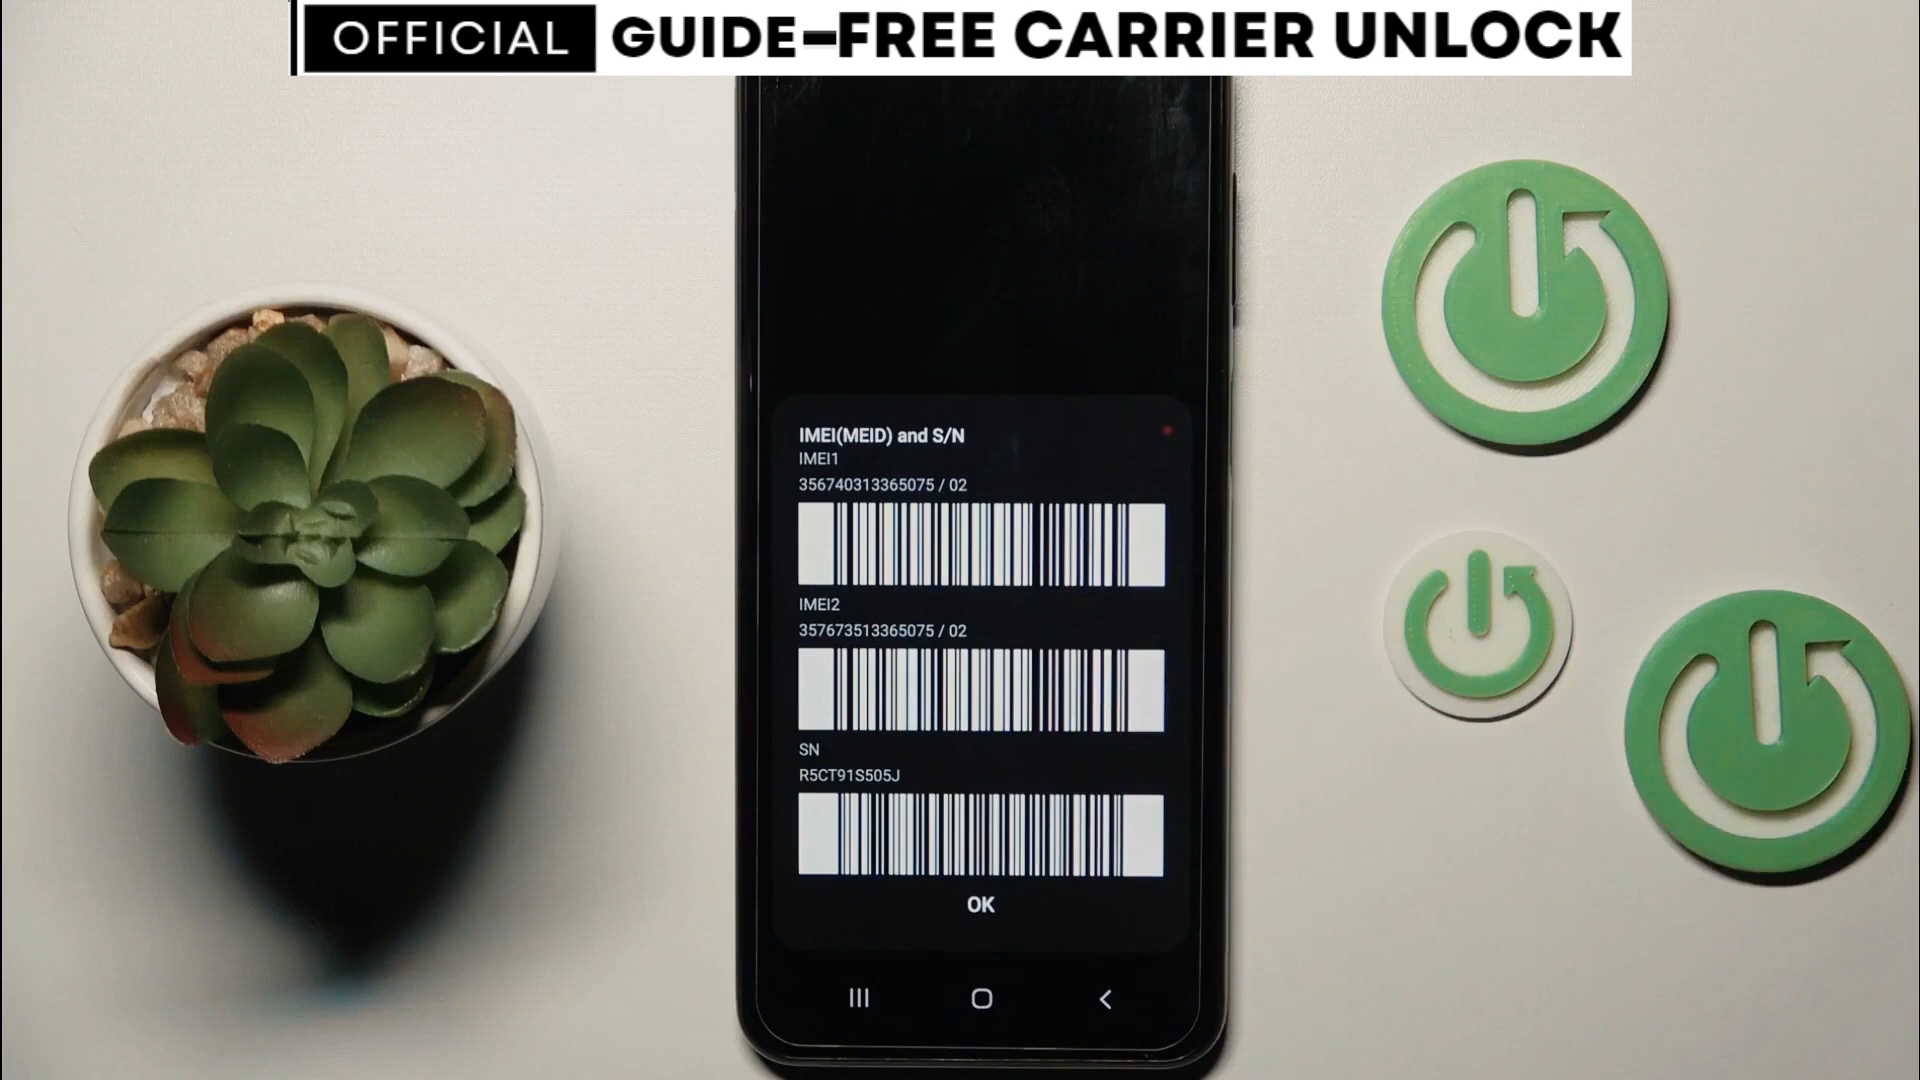 OFFICIAL GUIDE–FREE CARRIER UNLOCK
IMEI(MEID) and S/N
IMEI1
356740313365075 / 02
IMEI2
357673513365075 / 02
SN
R5CT91S505J
OK